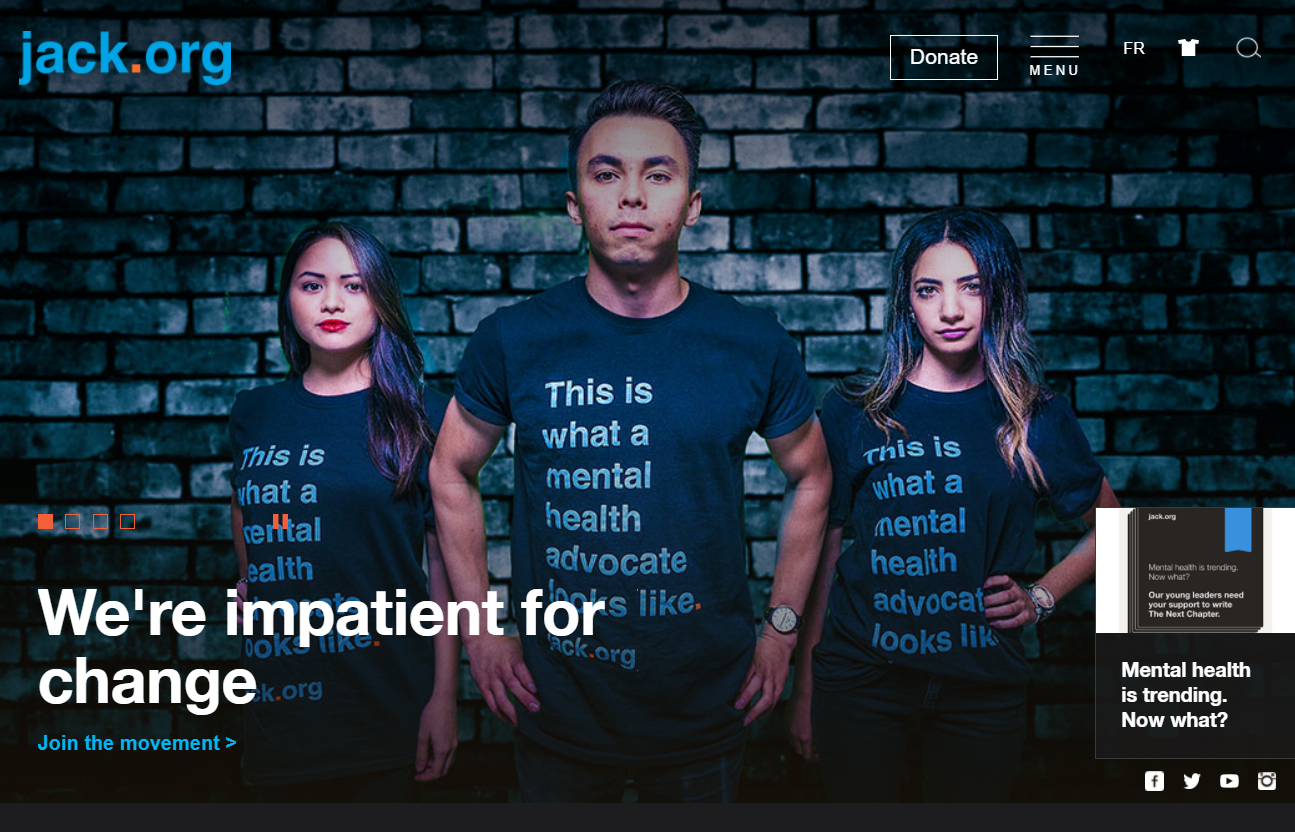 jack.org
Donate
MENU
FR
This is
what a
mental
health
advocate
looks like.
jack.org
This is
what a
mental
health
advocate
looks like.
jack.org
This is
what a
mental
health
advocat
looks lik
We're impatient for
change
Join the movement >
jack.org
Mental health is trending.
Now what?
Our young leaders need
your support to write
The Next Chapter.
Mental health
is trending.
Now what?